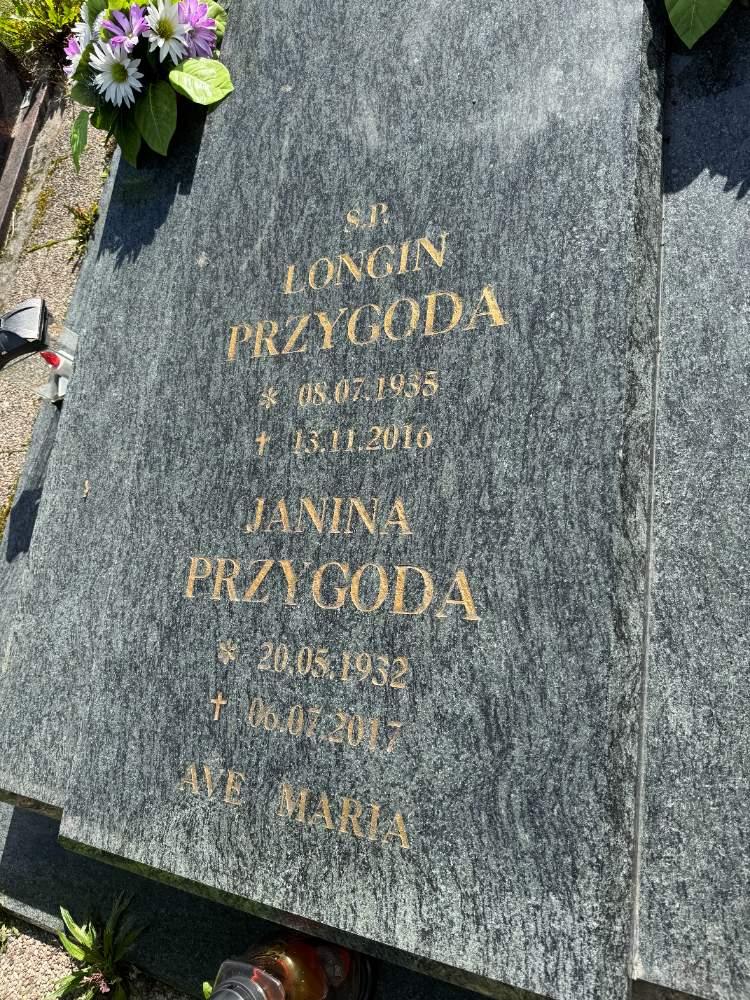 S.P.
LONGIN
PRZYGODA
* 08.07.1935
† 13.11.2016
JANINA
PRZYGODA
* 20.05.1932
† 06.07.2017
AVE MARIA